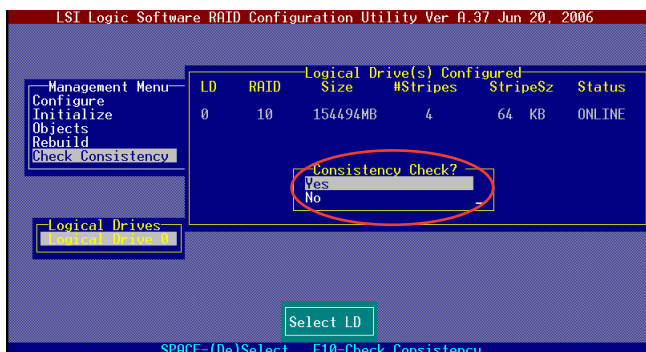 LSI Logic Software RAID Configuration Utility Ver A.37 Jun 20, 2006
Logical Drive(s) Configured
LD RAID Size #Stripes StripeSz Status
0 10 154494MB 4 64 KB ONLINE
Management Menu
Configure
Initialize
Objects
Rebuild
Check Consistency
Consistency Check?
Yes
No
Logical Drives
Logical Drive 0
Select LD
SPACE-(De)Select F10-Check Consistency